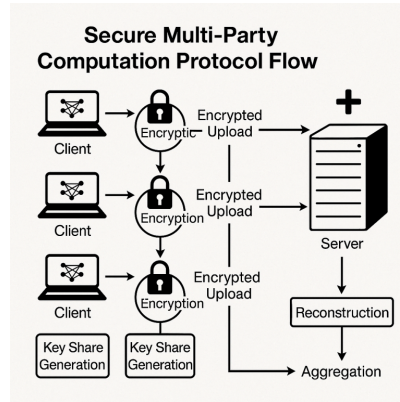 Secure Multi-Party
Computation Protocol Flow
Client
Encryptic
Encrypted
Upload
Client
Encryption
Encrypted
Upload
Server
Client
Encryption
Encrypted
Upload
Reconstruction
Key Share
Generation
Key Share
Generation
Aggregation